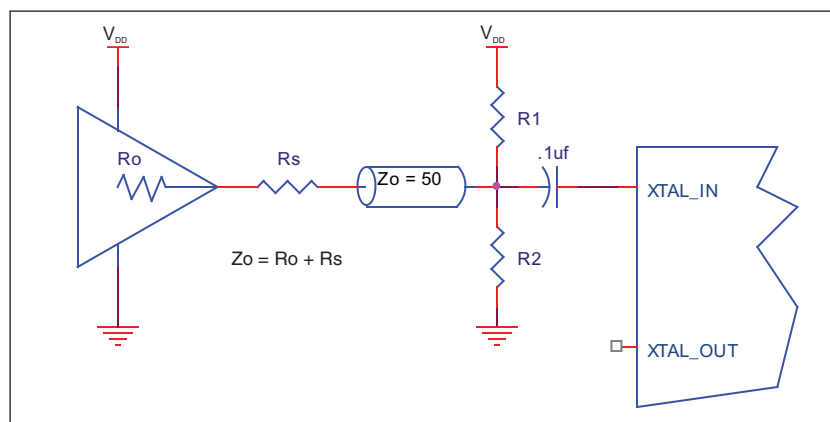 VDD
VDD
R1
Ro
Rs
.1uf
Zo = 50
XTAL_IN
Zo = Ro + Rs
R2
XTAL_OUT